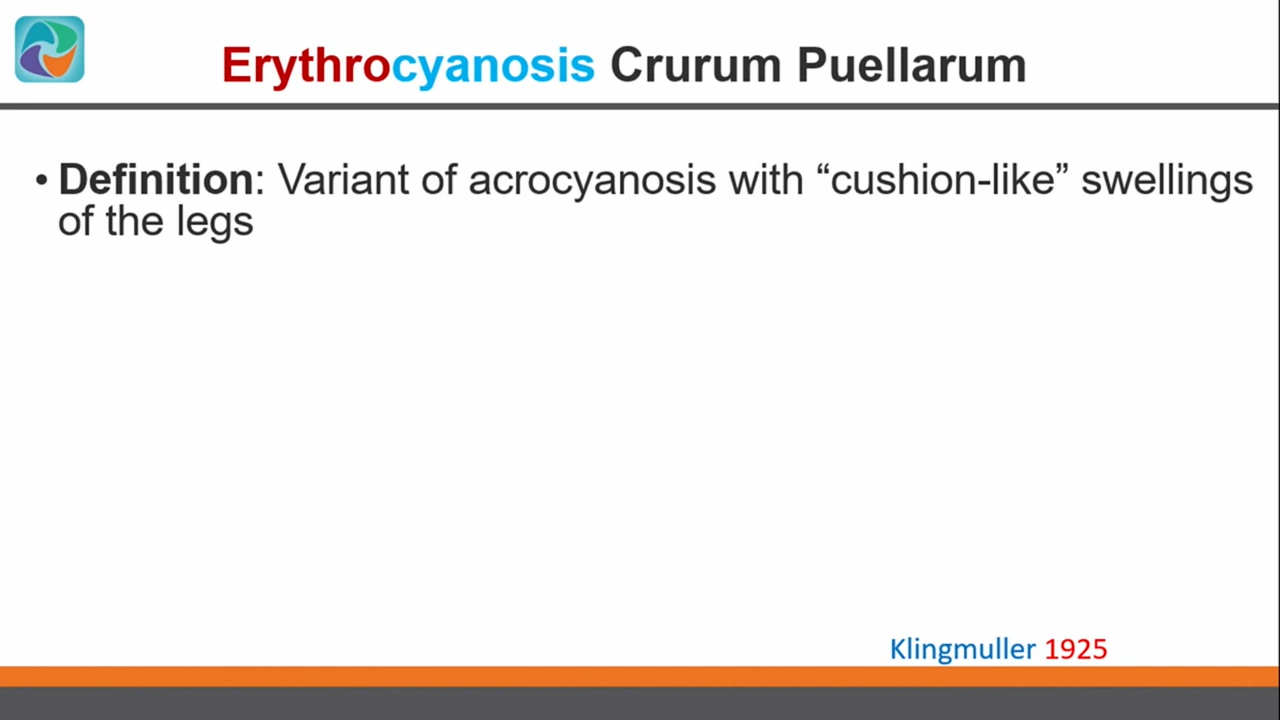 Erythrocyanosis Crurum Puellarum
• Definition: Variant of acrocyanosis with “cushion-like” swellings
of the legs
Klingmuller 1925